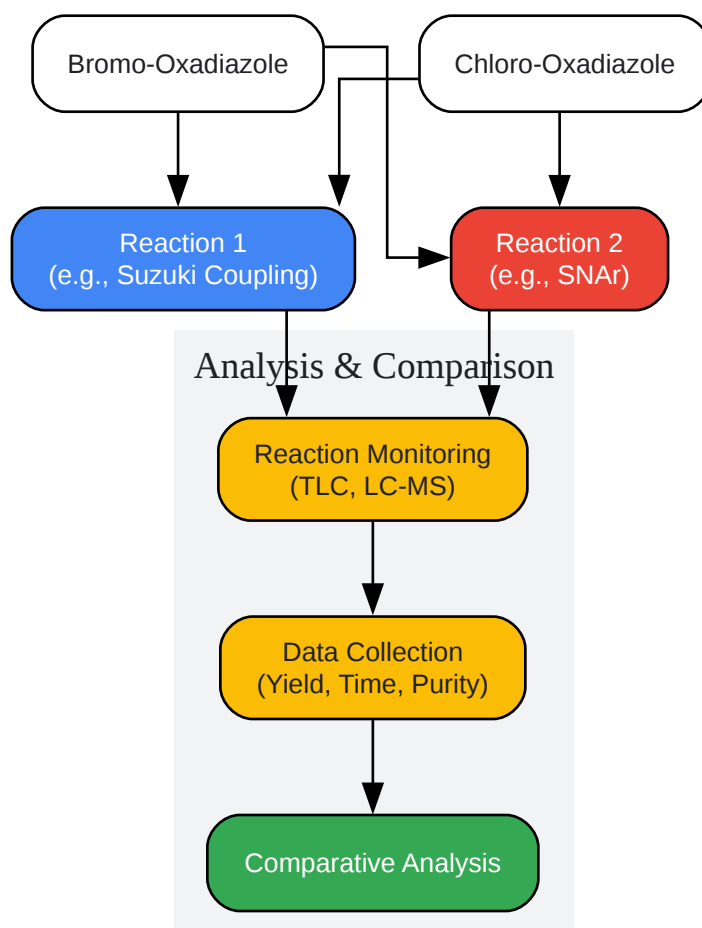 Bromo-Oxadiazole
Chloro-Oxadiazole
Reaction 1
(e.g., Suzuki Coupling)
Reaction 2
(e.g., SNAr)
Analysis & Comparison
Reaction Monitoring
(TLC, LC-MS)
Data Collection
(Yield, Time, Purity)
Comparative Analysis